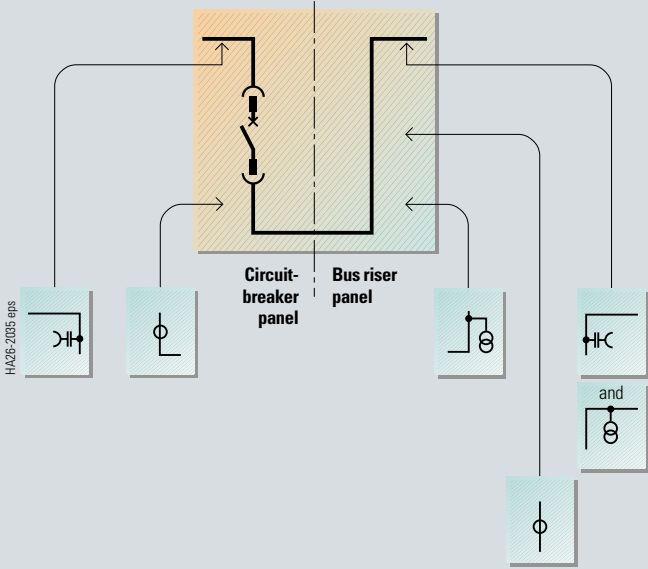 Circuit-
breaker
panel
Bus riser
panel
HA26-2035 eps
and